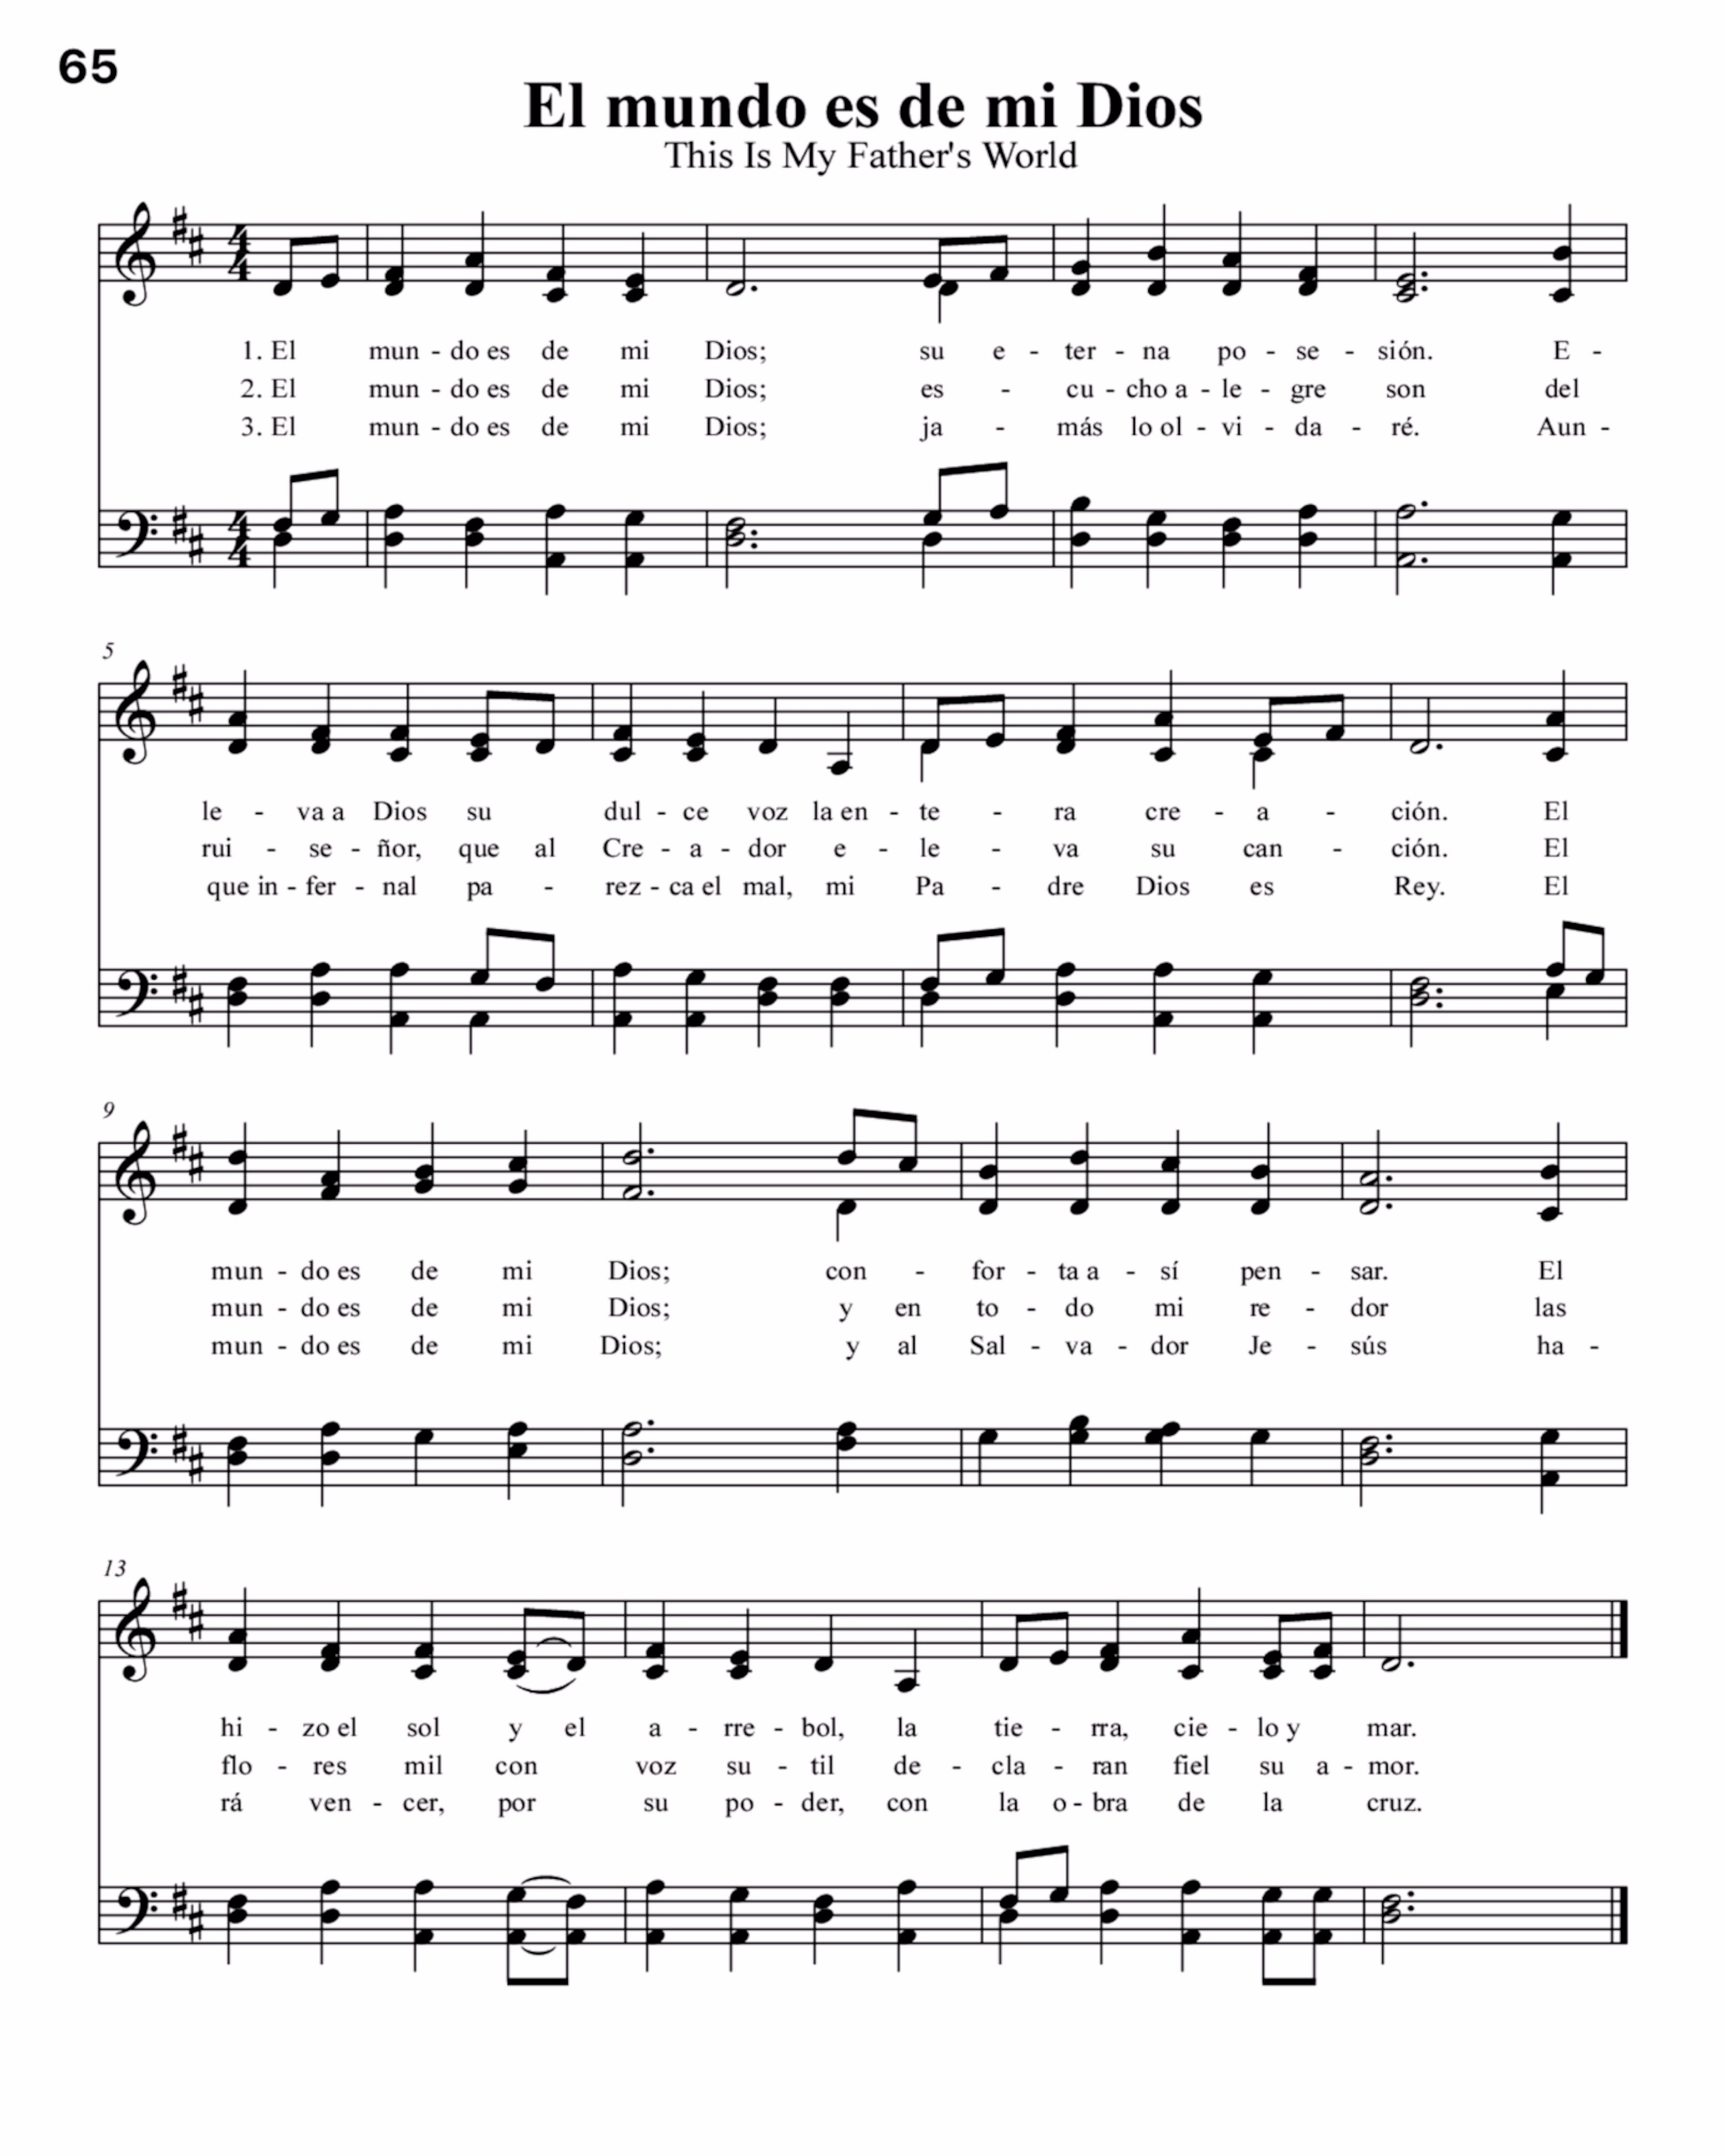 65
El mundo es de mi Dios
This Is My Father's World
4 4
1. El mun - do es de mi Dios; su e - ter - na po - se - sión. E -
2. El mun - do es de mi Dios; es - cu - cho a - le - gre son del
3. El mun - do es de mi Dios; ja - más lo ol - vi - da - ré. Aun -
4 4
5
le - va a Dios su dul - ce voz la en - te - ra cre - a - ción. El
rui - se - ñor, que al Cre - a - dor e - le - va su can - ción. El
que in - fer - nal pa - rez - ca el mal, mi Pa - dre Dios es Rey. El
9
mun - do es de mi Dios; con - for - ta a - sí pen - sar. El
mun - do es de mi Dios; y en to - do mi re - dor las
mun - do es de mi Dios; y al Sal - va - dor Je - sús ha -
13
hi - zo el sol y el a - rre - bol, la tie - rra, cie - lo y mar.
flo - res mil con voz su - til de - cla - ran fiel su a - mor.
rá ven - cer, por su po - der, con la o - bra de la cruz.